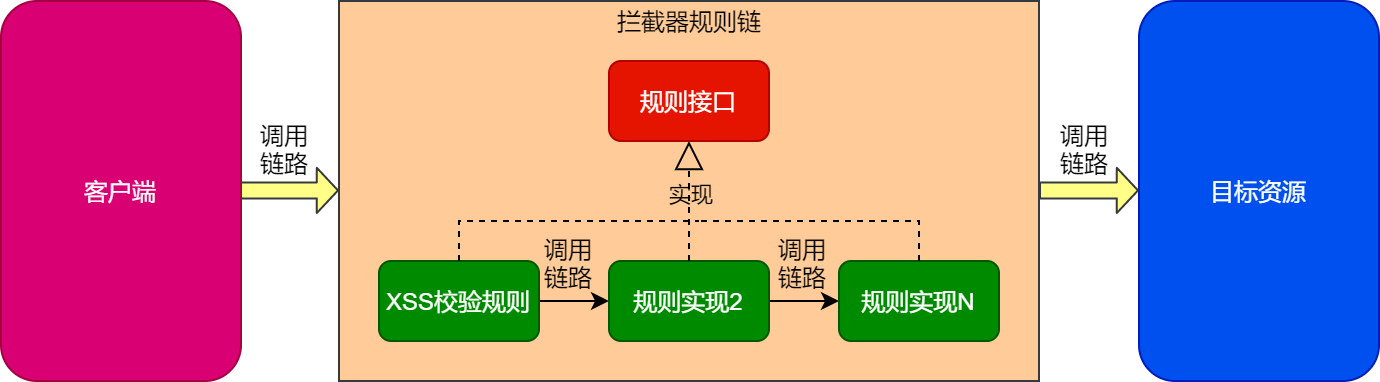 拦截器规则链
规则接口
调用
链路
调用
链路
客户端
实现
目标资源
调用
链路
调用
链路
XSS校验规则
规则实现2
规则实现N